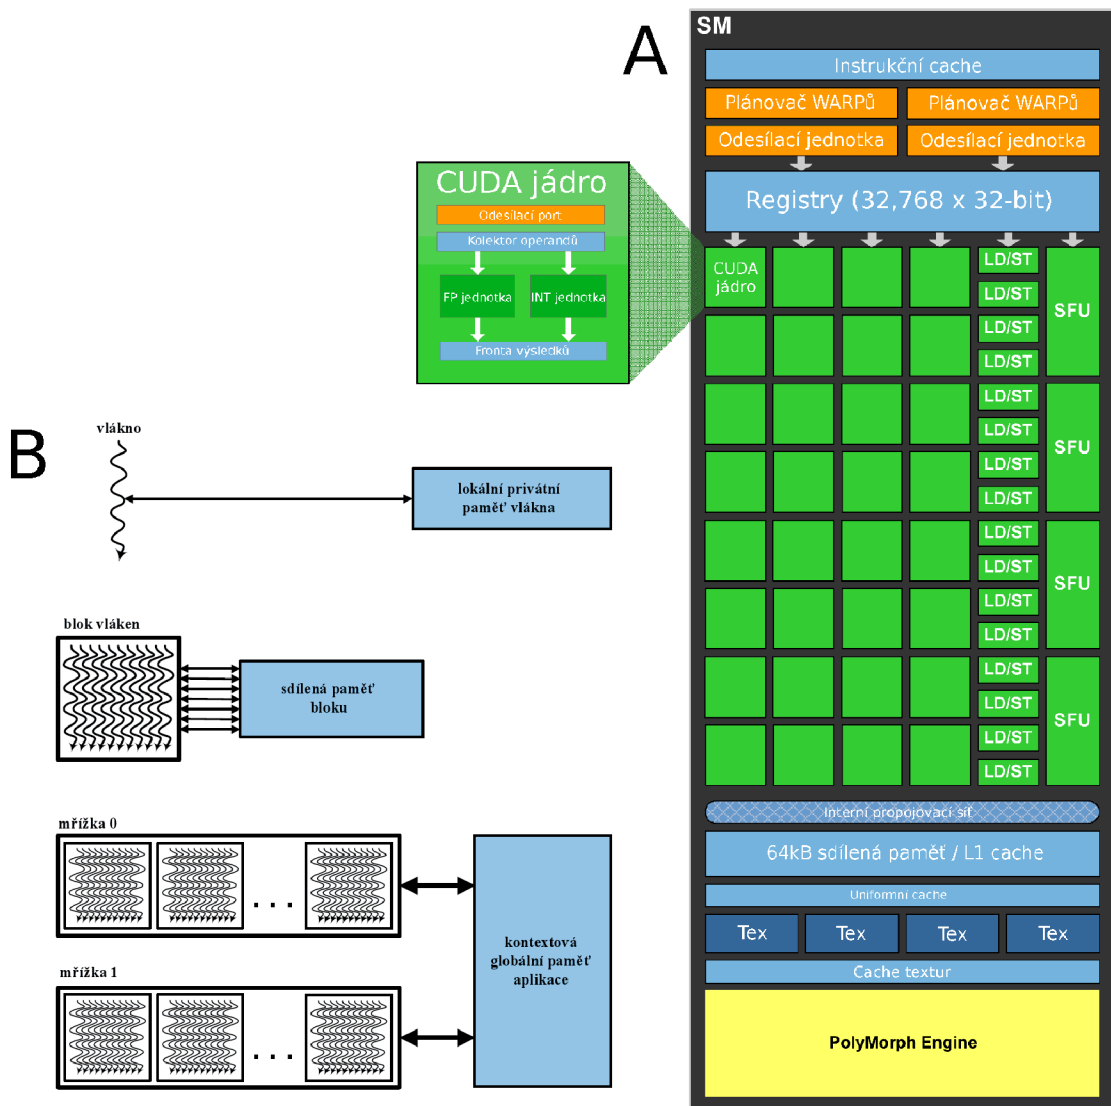 A
SM
Instrukční cache
Plánovač WARPů
Plánovač WARPů
Odesílací jednotka
Odesílací jednotka
Registry (32,768 x 32-bit)
CUDA jádro
Odesílací port
Kolektor operandů
FP jednotka
INT jednotka
Fronta výsledků
CUDA
jádro
LD/ST
LD/ST
LD/ST
LD/ST
SFU
LD/ST
LD/ST
LD/ST
LD/ST
SFU
LD/ST
LD/ST
LD/ST
LD/ST
SFU
LD/ST
LD/ST
LD/ST
LD/ST
SFU
Interní propojovací síť
64kB sdílená paměť / L1 cache
Uniformní cache
Tex
Tex
Tex
Tex
Cache textur
PolyMorph Engine
B
vlákno
lokální privátní
paměť vlákna
blok vláken
sdílená paměť
bloku
mřížka 0
. . .
mřížka 1
. . .
kontextová
globální paměť
aplikace